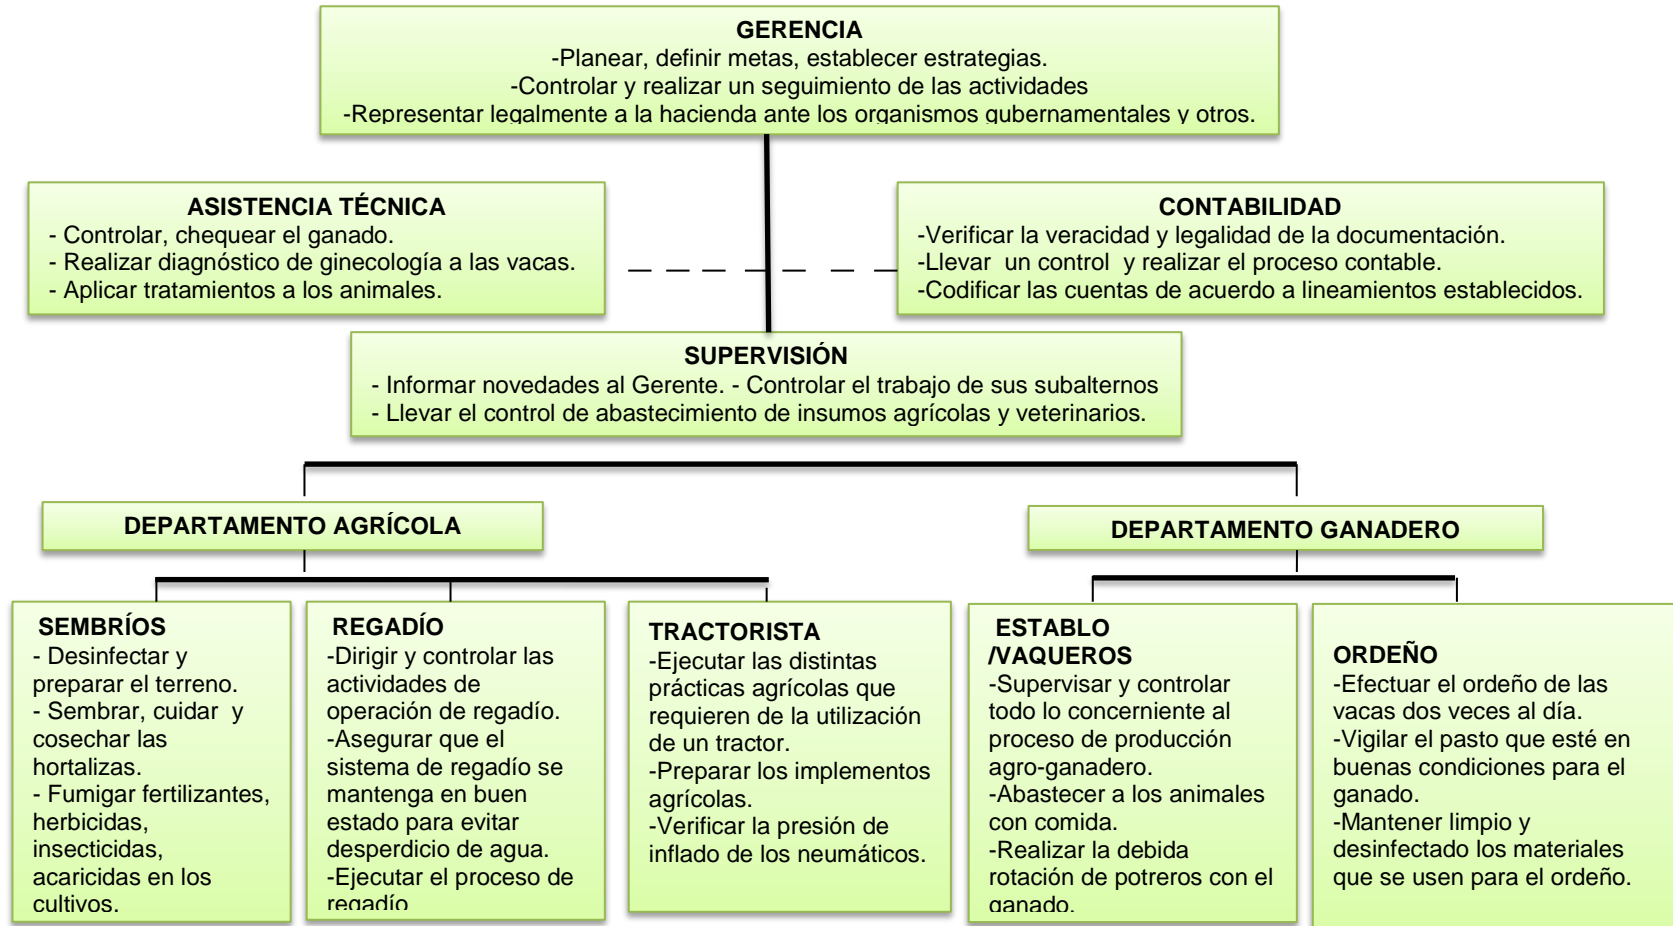 GERENCIA
-Planear, definir metas, establecer estrategias.
-Controlar y realizar un seguimiento de las actividades
-Representar legalmente a la hacienda ante los organismos gubernamentales y otros.
ASISTENCIA TÉCNICA
- Controlar, chequear el ganado.
- Realizar diagnóstico de ginecología a las vacas.
- Aplicar tratamientos a los animales.
CONTABILIDAD
-Verificar la veracidad y legalidad de la documentación.
-Llevar  un control  y realizar el proceso contable.
-Codificar las cuentas de acuerdo a lineamientos establecidos.
SUPERVISIÓN
- Informar novedades al Gerente. - Controlar el trabajo de sus subalternos
- Llevar el control de abastecimiento de insumos agrícolas y veterinarios.
DEPARTAMENTO AGRÍCOLA
DEPARTAMENTO GANADERO
SEMBRÍOS
- Desinfectar y
preparar el terreno.
- Sembrar, cuidar  y
cosechar las
hortalizas.
- Fumigar fertilizantes,
herbicidas,
insecticidas,
acaricidas en los
cultivos.
REGADÍO
-Dirigir y controlar las
actividades de
operación de regadío.
-Asegurar que el
sistema de regadío se
mantenga en buen
estado para evitar
desperdicio de agua.
-Ejecutar el proceso de
regadío
TRACTORISTA
-Ejecutar las distintas
prácticas agrícolas que
requieren de la utilización
de un tractor.
-Preparar los implementos
agrícolas.
-Verificar la presión de
inflado de los neumáticos.
ESTABLO
/VAQUEROS
-Supervisar y controlar
todo lo concerniente al
proceso de producción
agro-ganadero.
-Abastecer a los animales
con comida.
-Realizar la debida
rotación de potreros con el
ganado.
ORDEÑO
-Efectuar el ordeño de las
vacas dos veces al día.
-Vigilar el pasto que esté en
buenas condiciones para el
ganado.
-Mantener limpio y
desinfectado los materiales
que se usen para el ordeño.